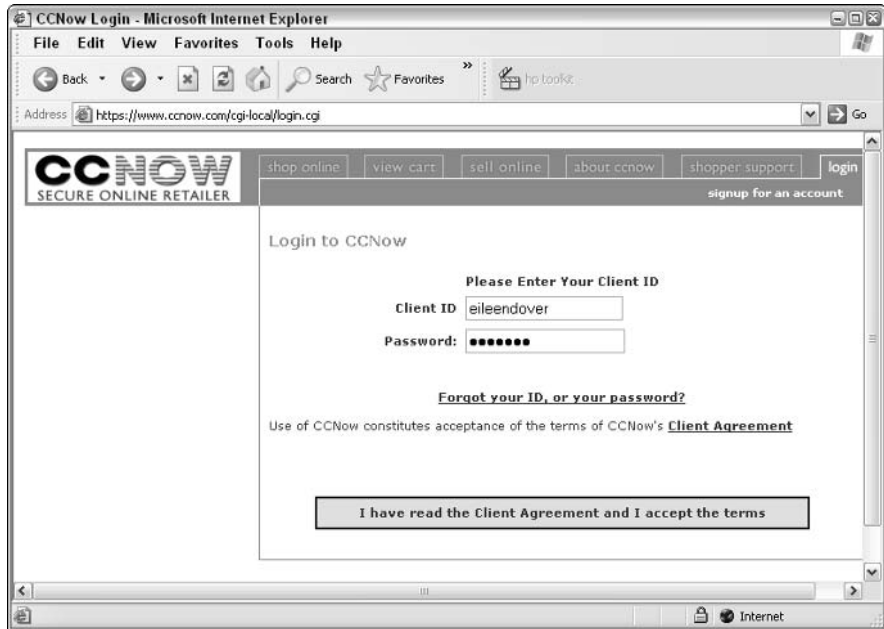 CCNow Login - Microsoft Internet Explorer
File Edit View Favorites Tools Help
Back Search Favorites » hp toolkit
Address https://www.ccnow.com/cgi-local/login.cgi Go
CCNOW
SECURE ONLINE RETAILER
shop online view cart sell online about ccnow shopper support login
signup for an account
Login to CCNow
Please Enter Your Client ID
Client ID eileendover
Password: •••••••
Forgot your ID, or your password?
Use of CCNow constitutes acceptance of the terms of CCNow's Client Agreement
I have read the Client Agreement and I accept the terms
Internet